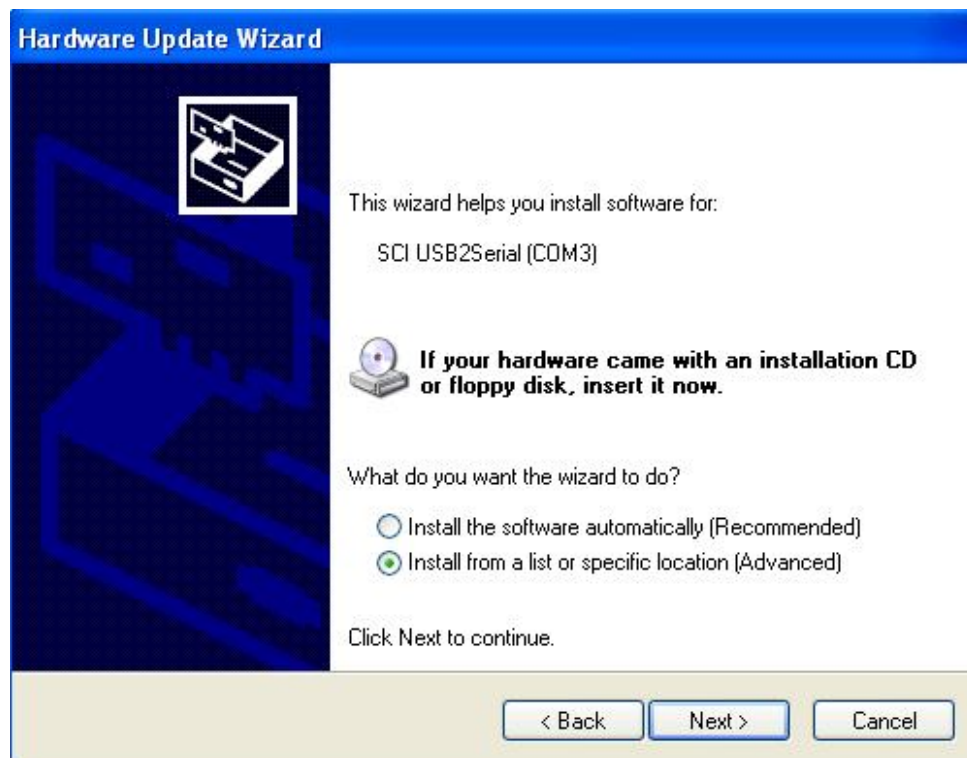 Hardware Update Wizard
This wizard helps you install software for:
SCI USB2Serial (COM3)
If your hardware came with an installation CD
or floppy disk, insert it now.
What do you want the wizard to do?
Install the software automatically (Recommended)
Install from a list or specific location (Advanced)
Click Next to continue.
< Back
Next >
Cancel